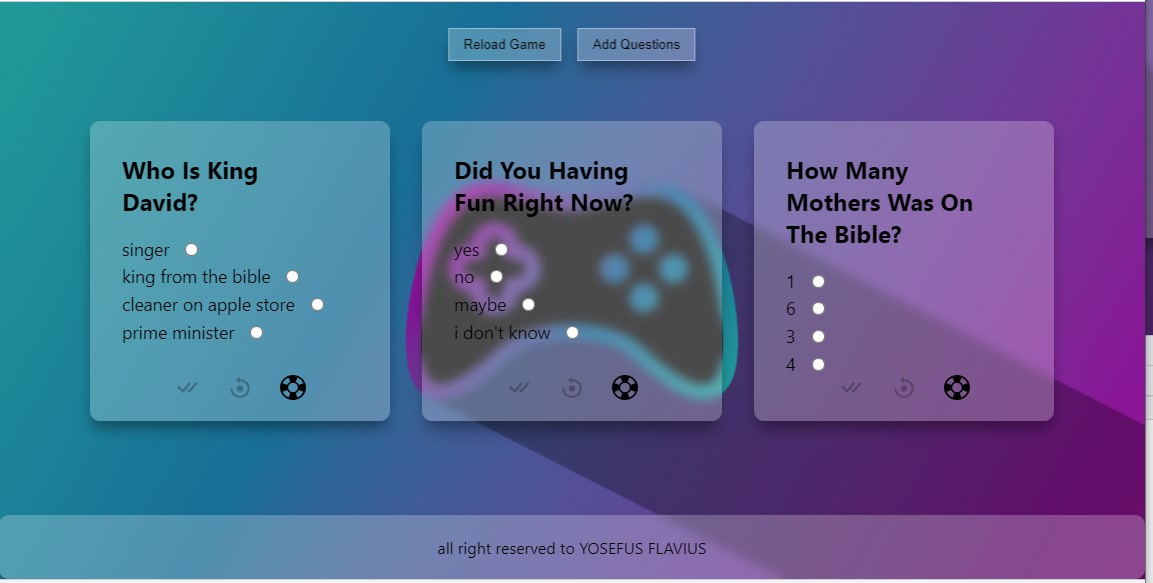 Reload Game
Add Questions
Who Is King
David?
singer
king from the bible
cleaner on apple store
prime minister
Did You Having
Fun Right Now?
yes
no
maybe
i don't know
How Many
Mothers Was On
The Bible?
1
6
3
4
all right reserved to YOSEFUS FLAVIUS